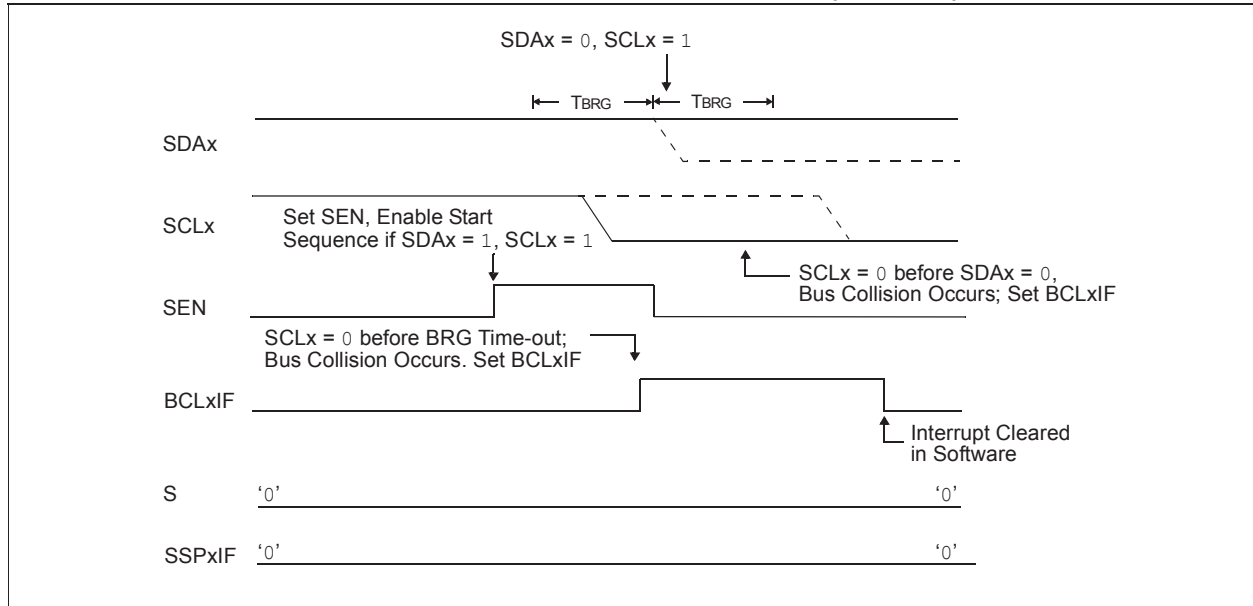 SDAx = 0, SCLx = 1
TBRG TBRG
SDAx
SCLx
Set SEN, Enable Start
Sequence if SDAx = 1, SCLx = 1
SCLx = 0 before SDAx = 0,
Bus Collision Occurs; Set BCLxIF
SEN
SCLx = 0 before BRG Time-out;
Bus Collision Occurs. Set BCLxIF
BCLxIF
Interrupt Cleared
in Software
S ‘0’ ‘0’
SSPxIF ‘0’ ‘0’